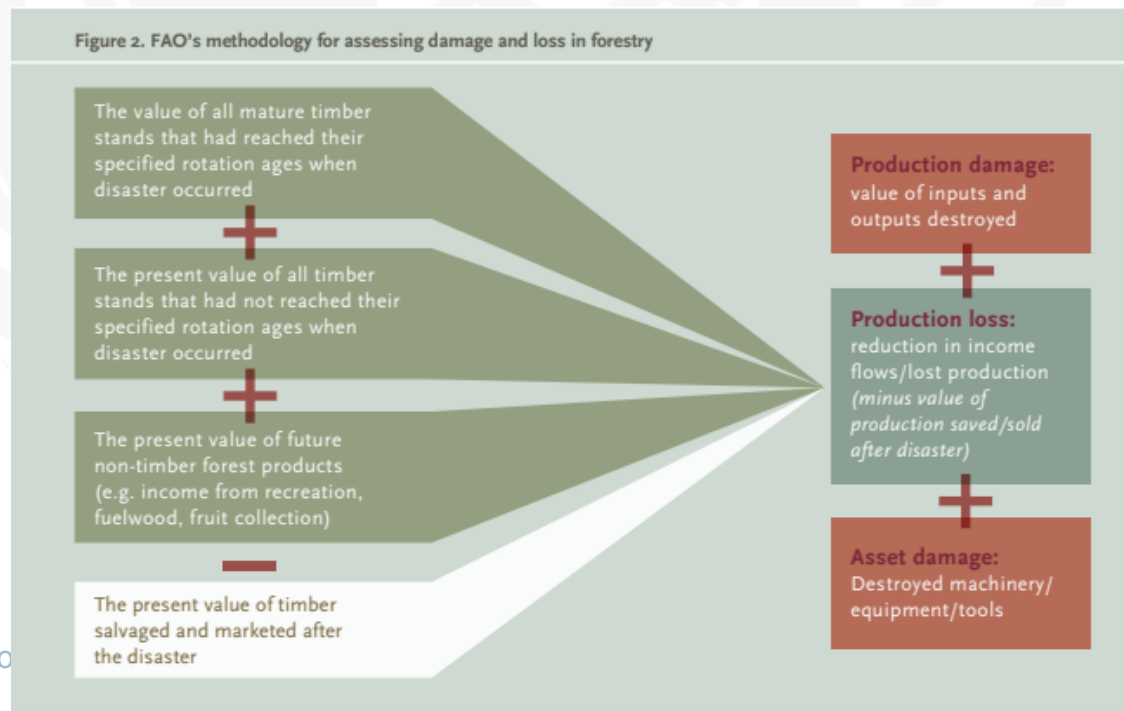 Figure 2. FAO's methodology for assessing damage and loss in forestry
The value of all mature timber
stands that had reached their
specified rotation ages when
disaster occurred
+
The present value of all timber
stands that had not reached their
specified rotation ages when
disaster occurred
+
The present value of future
non-timber forest products
(e.g. income from recreation,
fuelwood, fruit collection)
−
The present value of timber
salvaged and marketed after
the disaster
Production damage:
value of inputs and
outputs destroyed
+
Production loss:
reduction in income
flows/lost production
(minus value of
production saved/sold
after disaster)
+
Asset damage:
Destroyed machinery/
equipment/tools